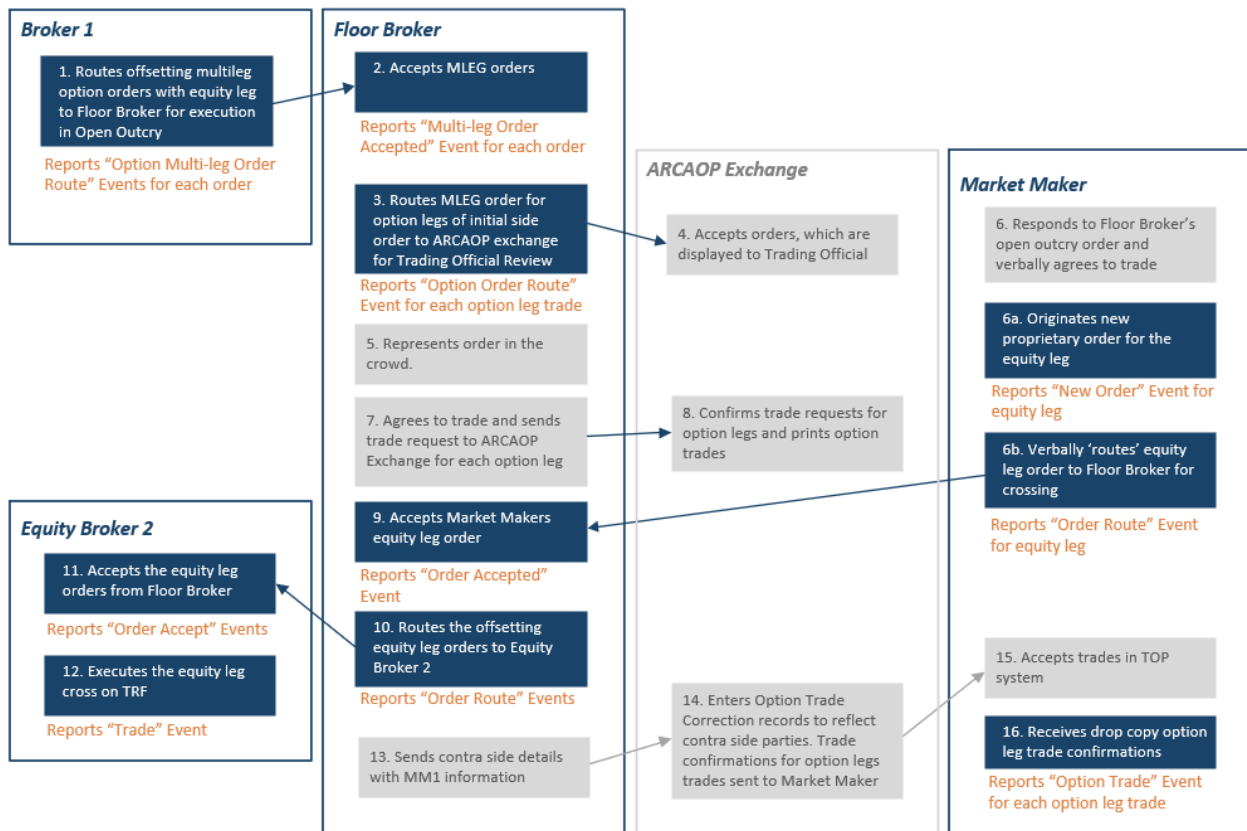 Broker 1
1. Routes offsetting multileg
option orders with equity leg
to Floor Broker for execution
in Open Outcry
Reports “Option Multi-leg Order
Route” Events for each order
Floor Broker
2. Accepts MLEG orders
Reports “Multi-leg Order
Accepted” Event for each order
3. Routes MLEG order for
option legs of initial side
order to ARCAOP exchange
for Trading Official Review
Reports “Option Order Route”
Event for each option leg trade
5. Represents order in the
crowd.
7. Agrees to trade and sends
trade request to ARCAOP
Exchange for each option leg
9. Accepts Market Makers
equity leg order
Reports “Order Accepted”
Event
10. Routes the offsetting
equity leg orders to Equity
Broker 2
Reports “Order Route” Events
13. Sends contra side details
with MM1 information
ARCAOP Exchange
4. Accepts orders, which are
displayed to Trading Official
8. Confirms trade requests for
option legs and prints option
trades
14. Enters Option Trade
Correction records to reflect
contra side parties. Trade
confirmations for option legs
trades sent to Market Maker
Market Maker
6. Responds to Floor Broker’s
open outcry order and
verbally agrees to trade
6a. Originates new
proprietary order for the
equity leg
Reports “New Order” Event for
equity leg
6b. Verbally ‘routes’ equity
leg order to Floor Broker for
crossing
Reports “Order Route” Event
for equity leg
15. Accepts trades in TOP
system
16. Receives drop copy option
leg trade confirmations
Reports “Option Trade” Event
for each option leg trade
Equity Broker 2
11. Accepts the equity leg
orders from Floor Broker
Reports “Order Accept” Events
12. Executes the equity leg
cross on TRF
Reports “Trade” Event